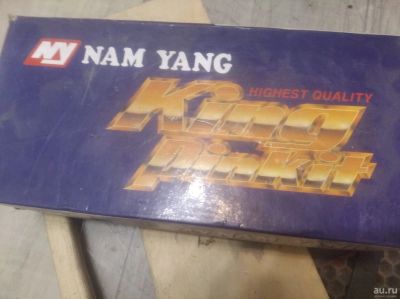 NY NAM YANG
HIGHEST QUALITY
King
pinkit
au.ru